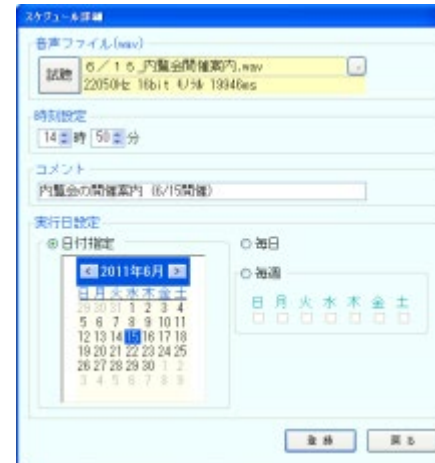 スケジュール詳細
音声ファイル(wav)
試聴
6／15_内覧会開催案内.wav
22050Hz 16bit モノラル 19946ms
時刻設定
14 時 50 分
コメント
内覧会の開催案内 (6/15開催)
実行日設定
日付指定
2011年6月
日 月 火 水 木 金 土
29 30 31 1 2 3 4
5 6 7 8 9 10 11
12 13 14 15 16 17 18
19 20 21 22 23 24 25
26 27 28 29 30 1 2
3 4 5 6 7 8 9
毎日
毎週
日 月 火 水 木 金 土
登録
戻る